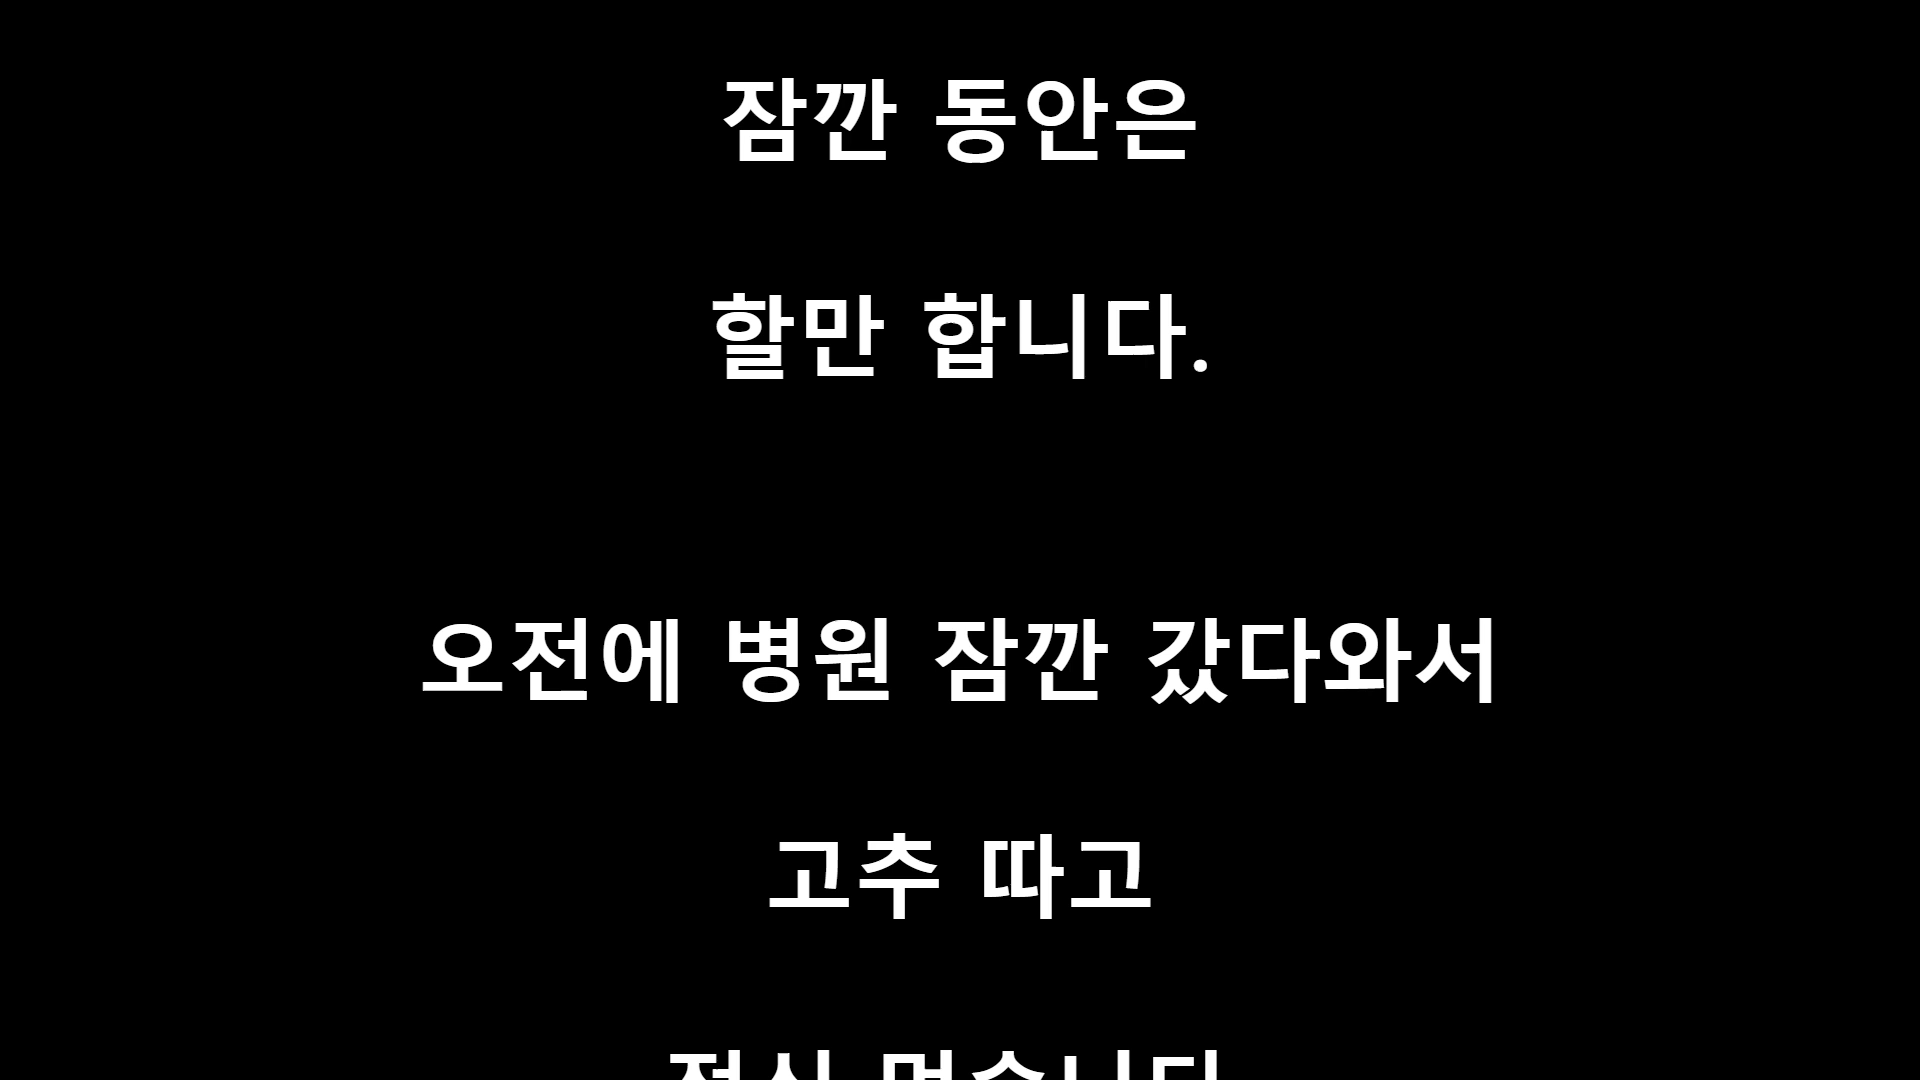 잠깐 동안은
할만 합니다.
오전에 병원 잠깐 갔다와서
고추 따고